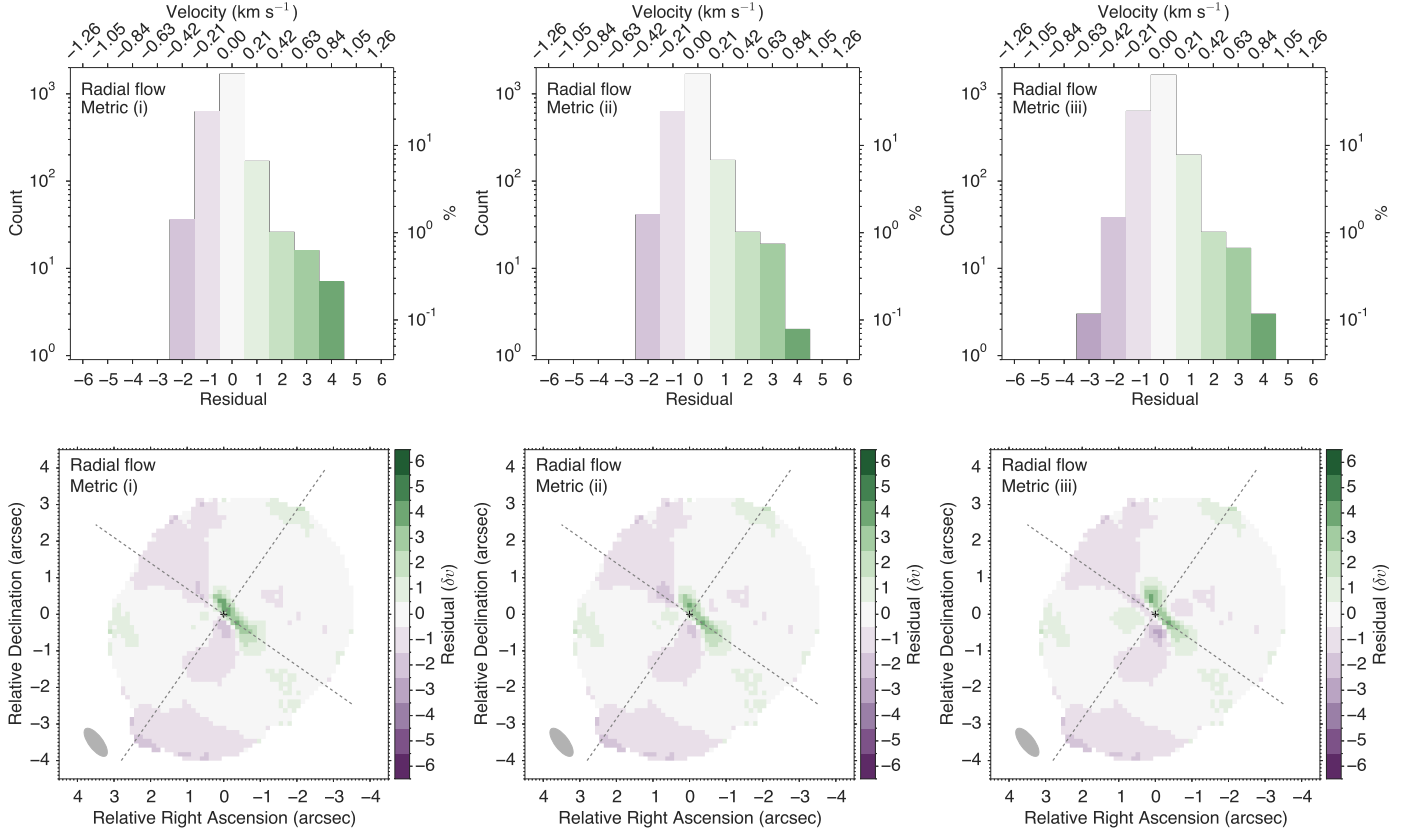 Velocity (km s⁻¹)
−1.26 −1.05 −0.84 −0.63 −0.42 −0.21 0.00 0.21 0.42 0.63 0.84 1.05 1.26
Radial flow
Metric (i)
10³
10²
10¹
10⁰
Count
10¹
10⁰
10⁻¹
%
−6 −5 −4 −3 −2 −1 0 1 2 3 4 5 6
Residual
Velocity (km s⁻¹)
−1.26 −1.05 −0.84 −0.63 −0.42 −0.21 0.00 0.21 0.42 0.63 0.84 1.05 1.26
Radial flow
Metric (ii)
10³
10²
10¹
10⁰
Count
10¹
10⁰
10⁻¹
%
−6 −5 −4 −3 −2 −1 0 1 2 3 4 5 6
Residual
Velocity (km s⁻¹)
−1.26 −1.05 −0.84 −0.63 −0.42 −0.21 0.00 0.21 0.42 0.63 0.84 1.05 1.26
Radial flow
Metric (iii)
10³
10²
10¹
10⁰
Count
10¹
10⁰
10⁻¹
%
−6 −5 −4 −3 −2 −1 0 1 2 3 4 5 6
Residual
Radial flow
Metric (i)
4
3
2
1
0
−1
−2
−3
−4
Relative Declination (arcsec)
4 3 2 1 0 −1 −2 −3 −4
Relative Right Ascension (arcsec)
6
5
4
3
2
1
0
−1
−2
−3
−4
−5
−6
Residual (δv)
Radial flow
Metric (ii)
4
3
2
1
0
−1
−2
−3
−4
Relative Declination (arcsec)
4 3 2 1 0 −1 −2 −3 −4
Relative Right Ascension (arcsec)
6
5
4
3
2
1
0
−1
−2
−3
−4
−5
−6
Residual (δv)
Radial flow
Metric (iii)
4
3
2
1
0
−1
−2
−3
−4
Relative Declination (arcsec)
4 3 2 1 0 −1 −2 −3 −4
Relative Right Ascension (arcsec)
6
5
4
3
2
1
0
−1
−2
−3
−4
−5
−6
Residual (δv)